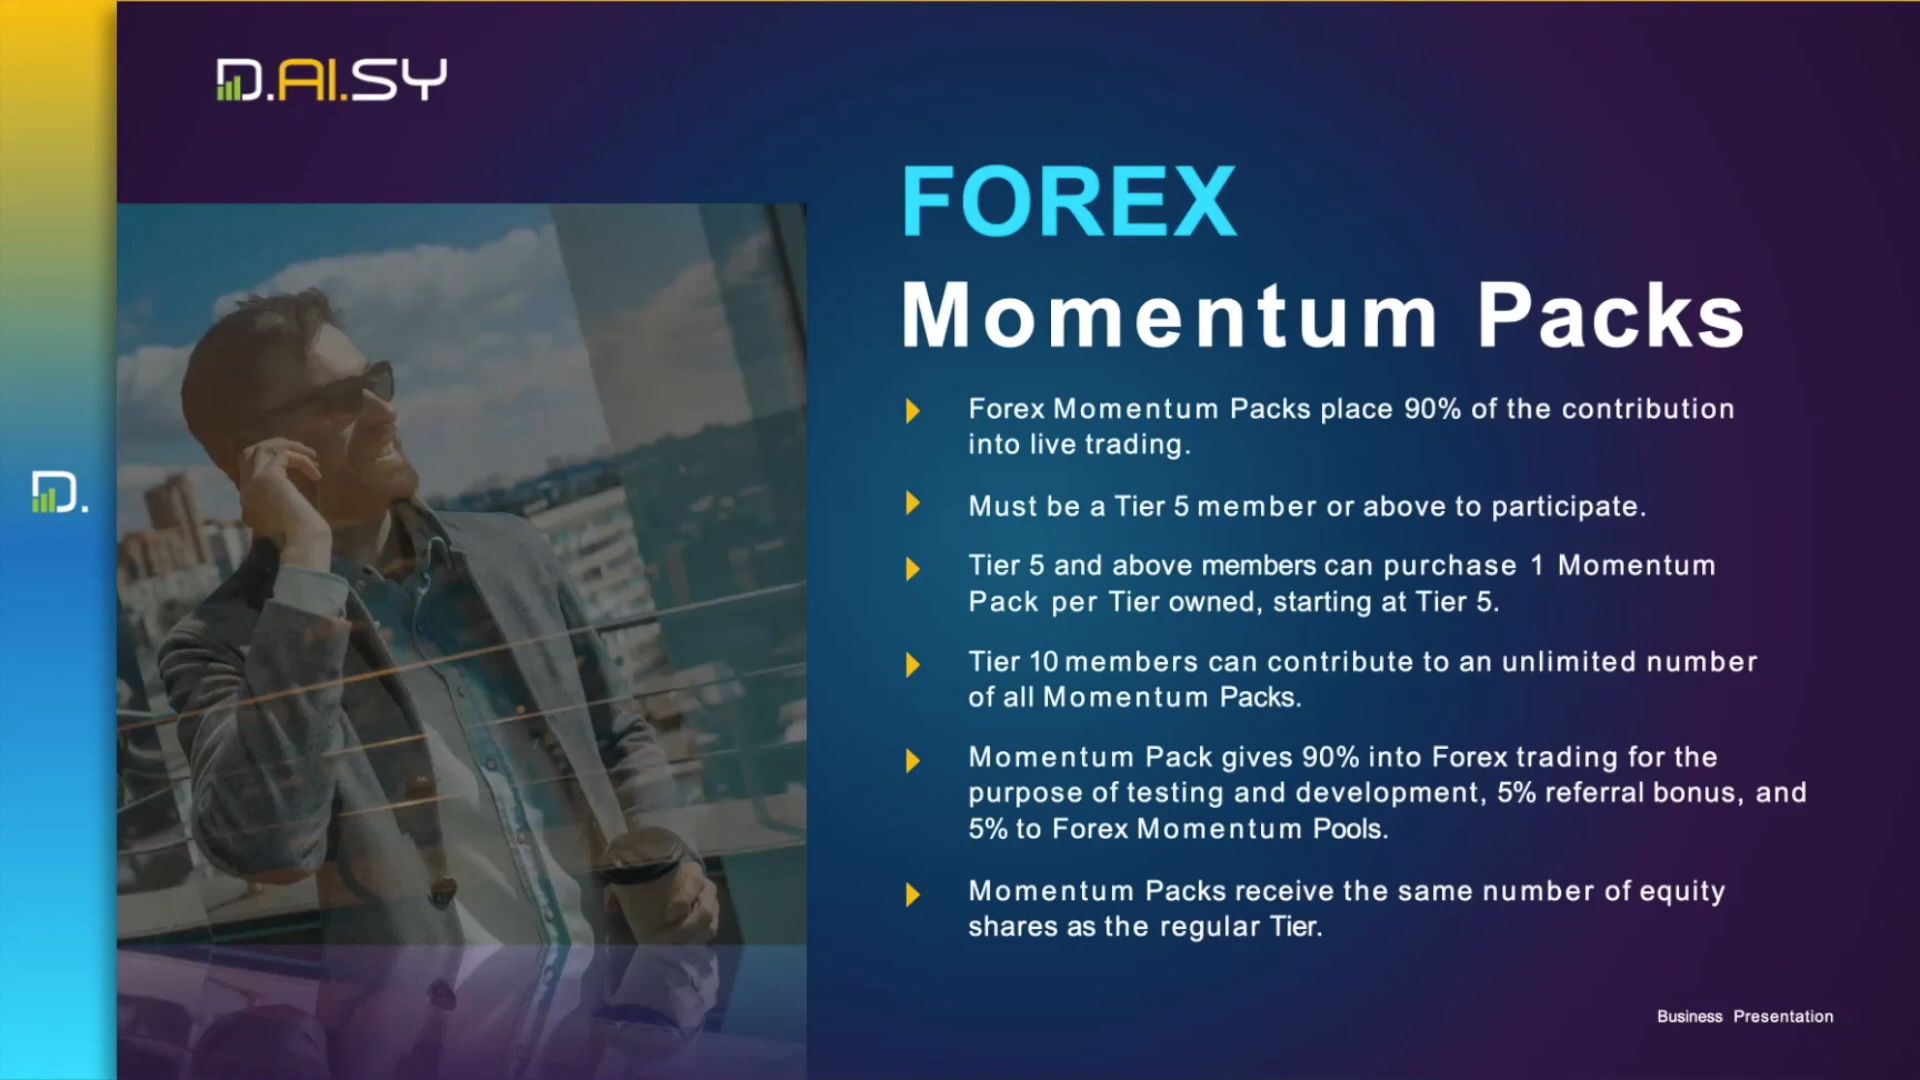 D.AI.SY
FOREX
Momentum Packs
Forex Momentum Packs place 90% of the contribution
into live trading.
D.
Must be a Tier 5 member or above to participate.
Tier 5 and above members can purchase 1 Momentum
Pack per Tier owned, starting at Tier 5.
Tier 10 members can contribute to an unlimited number
of all Momentum Packs.
Momentum Pack gives 90% into Forex trading for the
purpose of testing and development, 5% referral bonus, and
5% to Forex Momentum Pools.
Momentum Packs receive the same number of equity
shares as the regular Tier.
Business Presentation